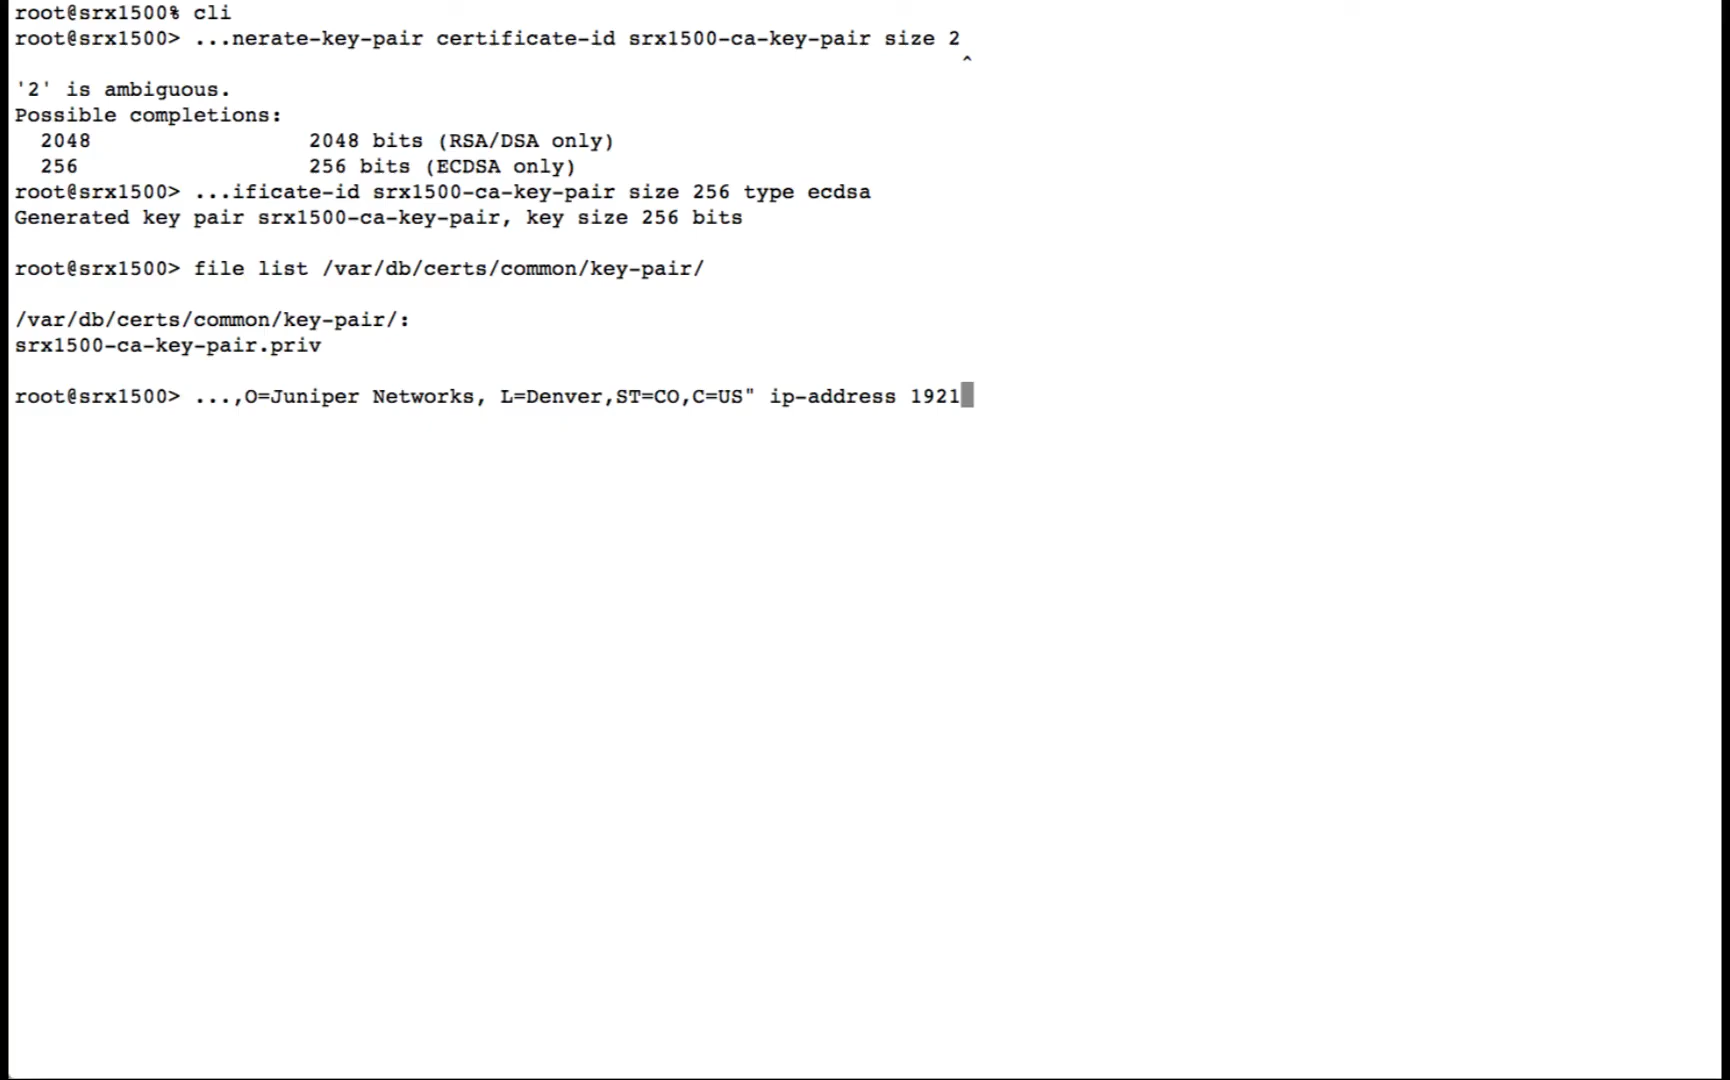 root@srx1500% cli
root@srx1500> ...nerate-key-pair certificate-id srx1500-ca-key-pair size 2
^
'2' is ambiguous.
Possible completions:
2048 2048 bits (RSA/DSA only)
256 256 bits (ECDSA only)
root@srx1500> ...ificate-id srx1500-ca-key-pair size 256 type ecdsa
Generated key pair srx1500-ca-key-pair, key size 256 bits
root@srx1500> file list /var/db/certs/common/key-pair/
/var/db/certs/common/key-pair/:
srx1500-ca-key-pair.priv
root@srx1500> ...,O=Juniper Networks, L=Denver,ST=CO,C=US" ip-address 1921